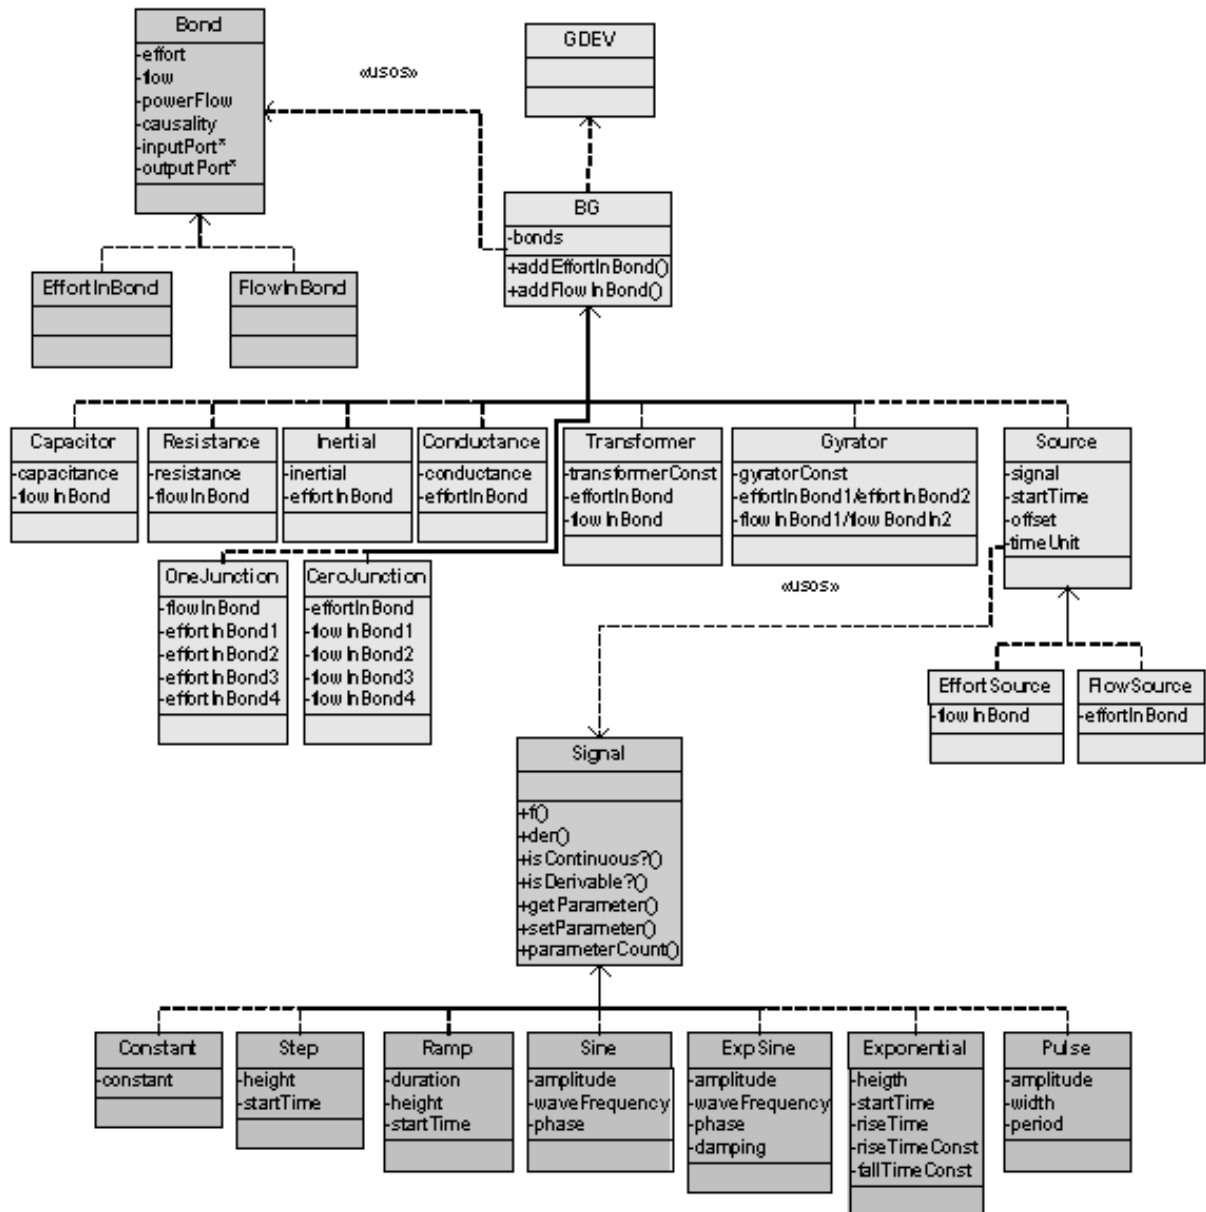 Bond
-effort
-flow
-powerFlow
-causality
-inputPort*
-outputPort*
«usos»
GDEV
BG
-bonds
+addEffortInBond()
+addFlowInBond()
EffortInBond
FlowInBond
Capacitor
-capacitance
-flowInBond
Resistance
-resistance
-flowInBond
Inertial
-inertial
-effortInBond
Conductance
-conductance
-effortInBond
Transformer
-transformerConst
-effortInBond
-flowInBond
Gyrator
-gyratorConst
-effortInBond1/effortInBond2
-flowInBond1/flowBondIn2
Source
-signal
-startTime
-offset
-timeUnit
OneJunction
-flowInBond
-effortInBond1
-effortInBond2
-effortInBond3
-effortInBond4
CeroJunction
-effortInBond
-flowInBond1
-flowInBond2
-flowInBond3
-flowInBond4
«usos»
EffortSource
-flowInBond
FlowSource
-effortInBond
Signal
+f()
+der()
+isContinuous?()
+isDerivable?()
+getParameter()
+setParameter()
+parameterCount()
Constant
-constant
Step
-height
-startTime
Ramp
-duration
-height
-startTime
Sine
-amplitude
-waveFrequency
-phase
ExpSine
-amplitude
-waveFrequency
-phase
-damping
Exponential
-heigth
-startTime
-riseTime
-riseTimeConst
-fallTimeConst
Pulse
-amplitude
-width
-period